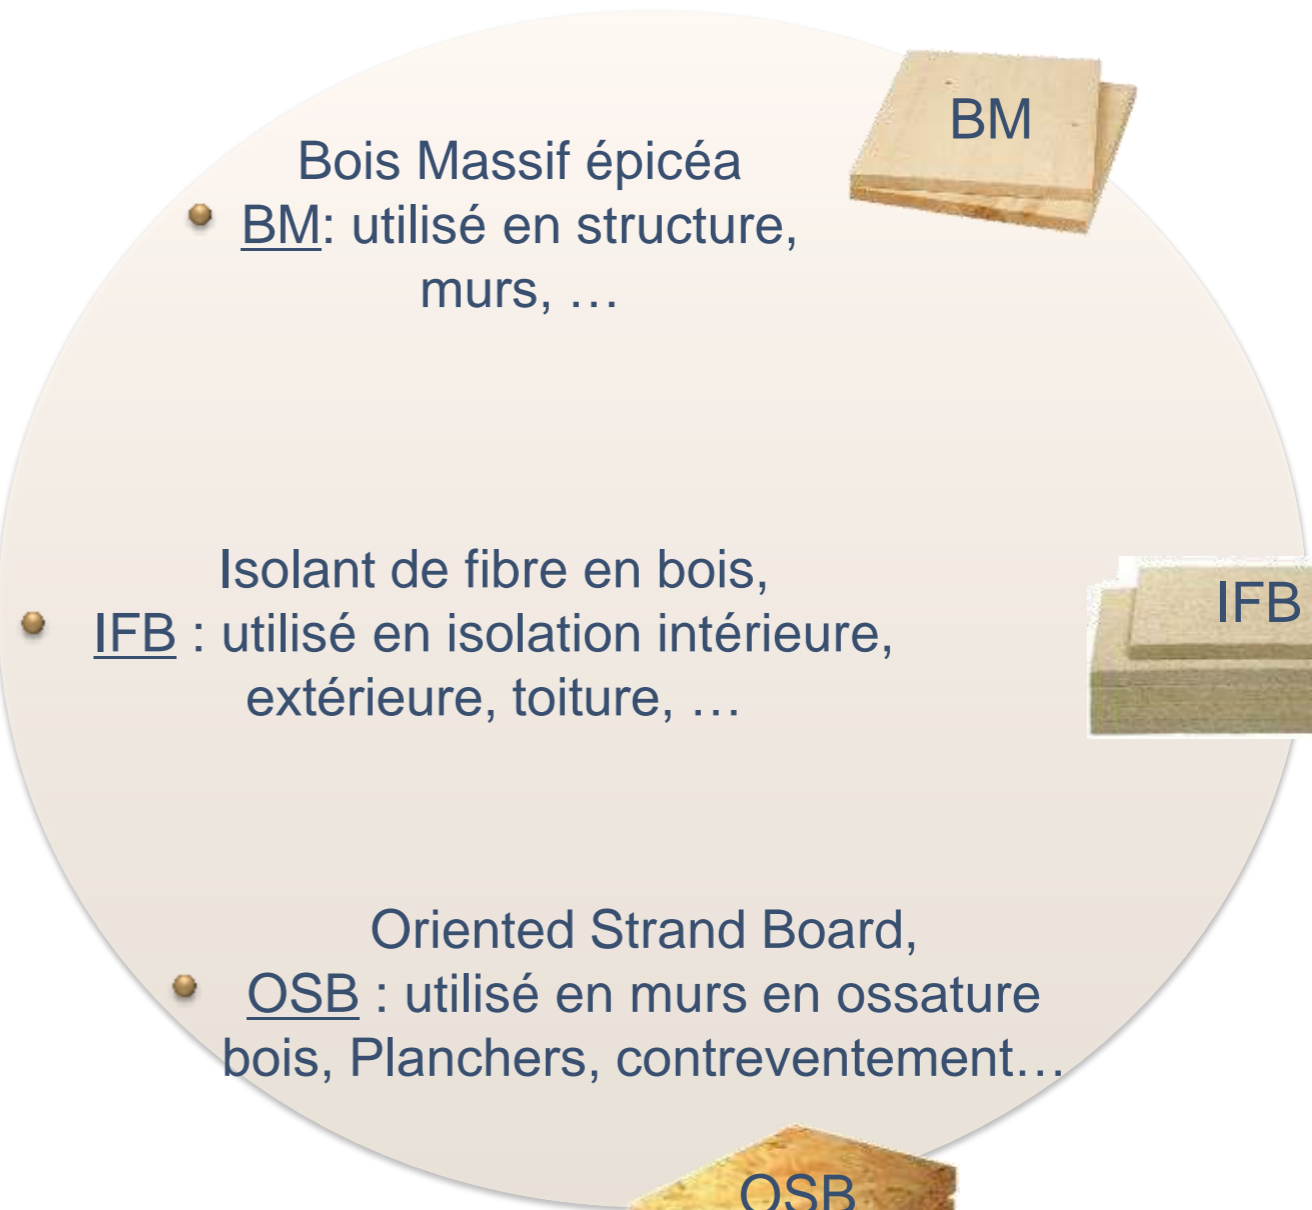 BM
Bois Massif épicéa
BM: utilisé en structure,
murs, …
Isolant de fibre en bois,
IFB : utilisé en isolation intérieure,
extérieure, toiture, …
IFB
Oriented Strand Board,
OSB : utilisé en murs en ossature
bois, Planchers, contreventement…
OSB